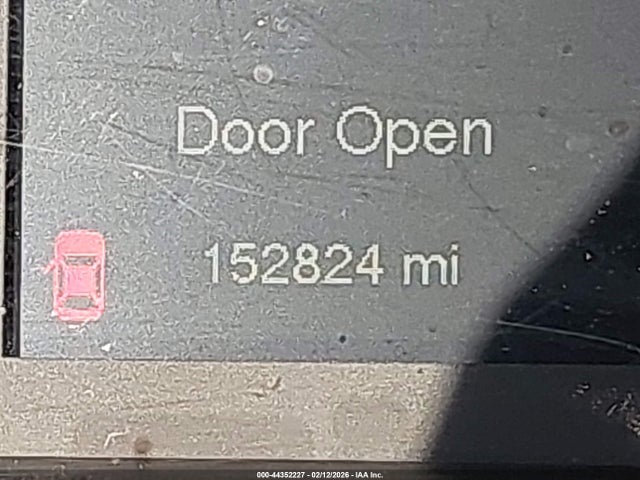 Door Open
152824 mi
000-44352227 - 02/12/2026 - IAA Inc.